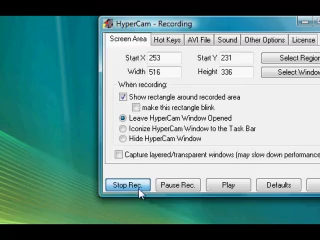 HyperCam - Recording
Screen Area Hot Keys AVI File Sound Other Options License
Start X 253 Start Y 231 Select Region
Width 516 Height 336 Select Window
When recording:
Show rectangle around recorded area
make this rectangle blink
Leave HyperCam Window Opened
Iconize HyperCam Window to the Task Bar
Hide HyperCam Window
Capture layered/transparent windows (may slow down performance
Stop Rec. Pause Rec. Play Defaults